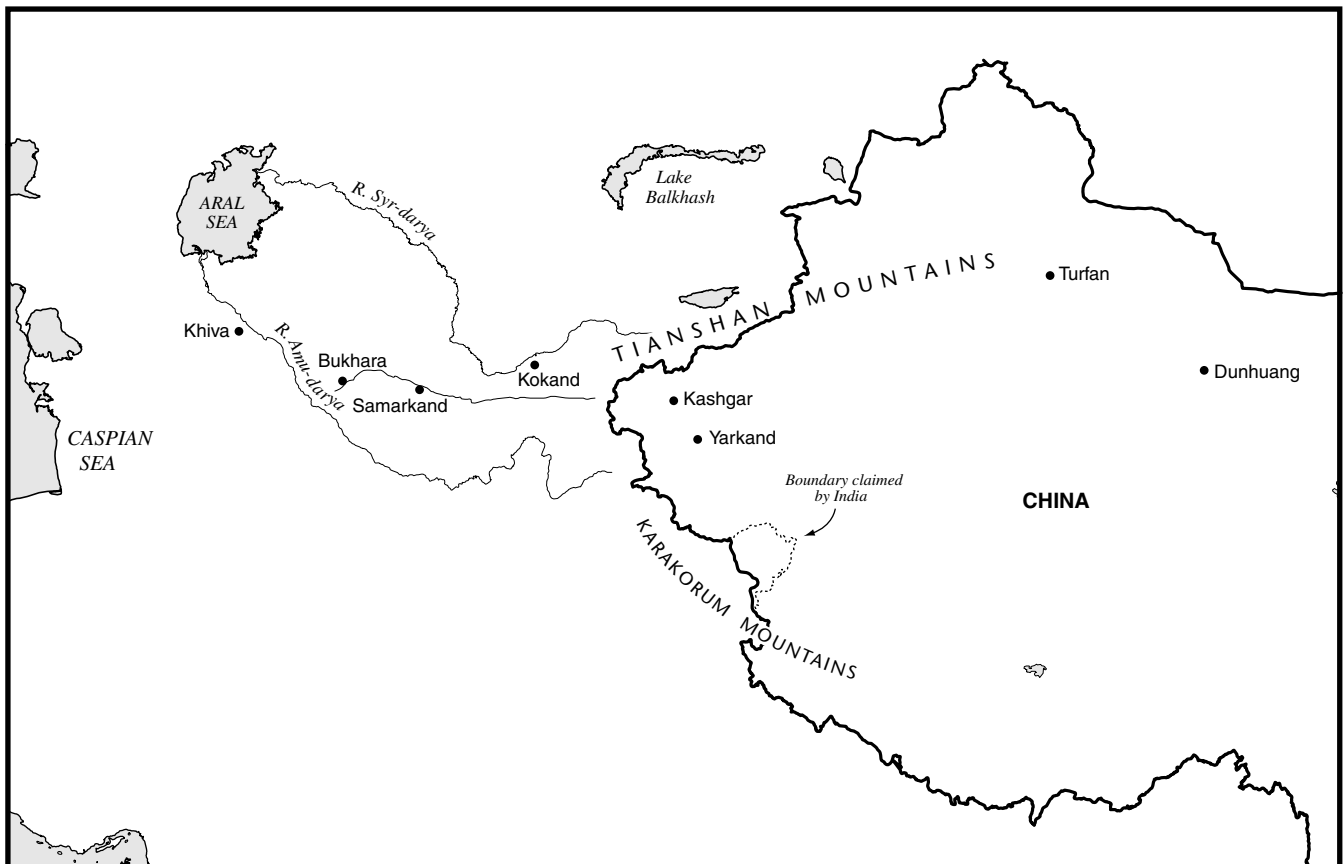 ARAL
SEA
R. Syr-darya
Lake
Balkhash
TIANSHAN MOUNTAINS
Turfan
Khiva
R. Amu-darya
Bukhara
Samarkand
Kokand
Kashgar
Yarkand
Dunhuang
CASPIAN
SEA
Boundary claimed
by India
CHINA
KARAKORUM MOUNTAINS